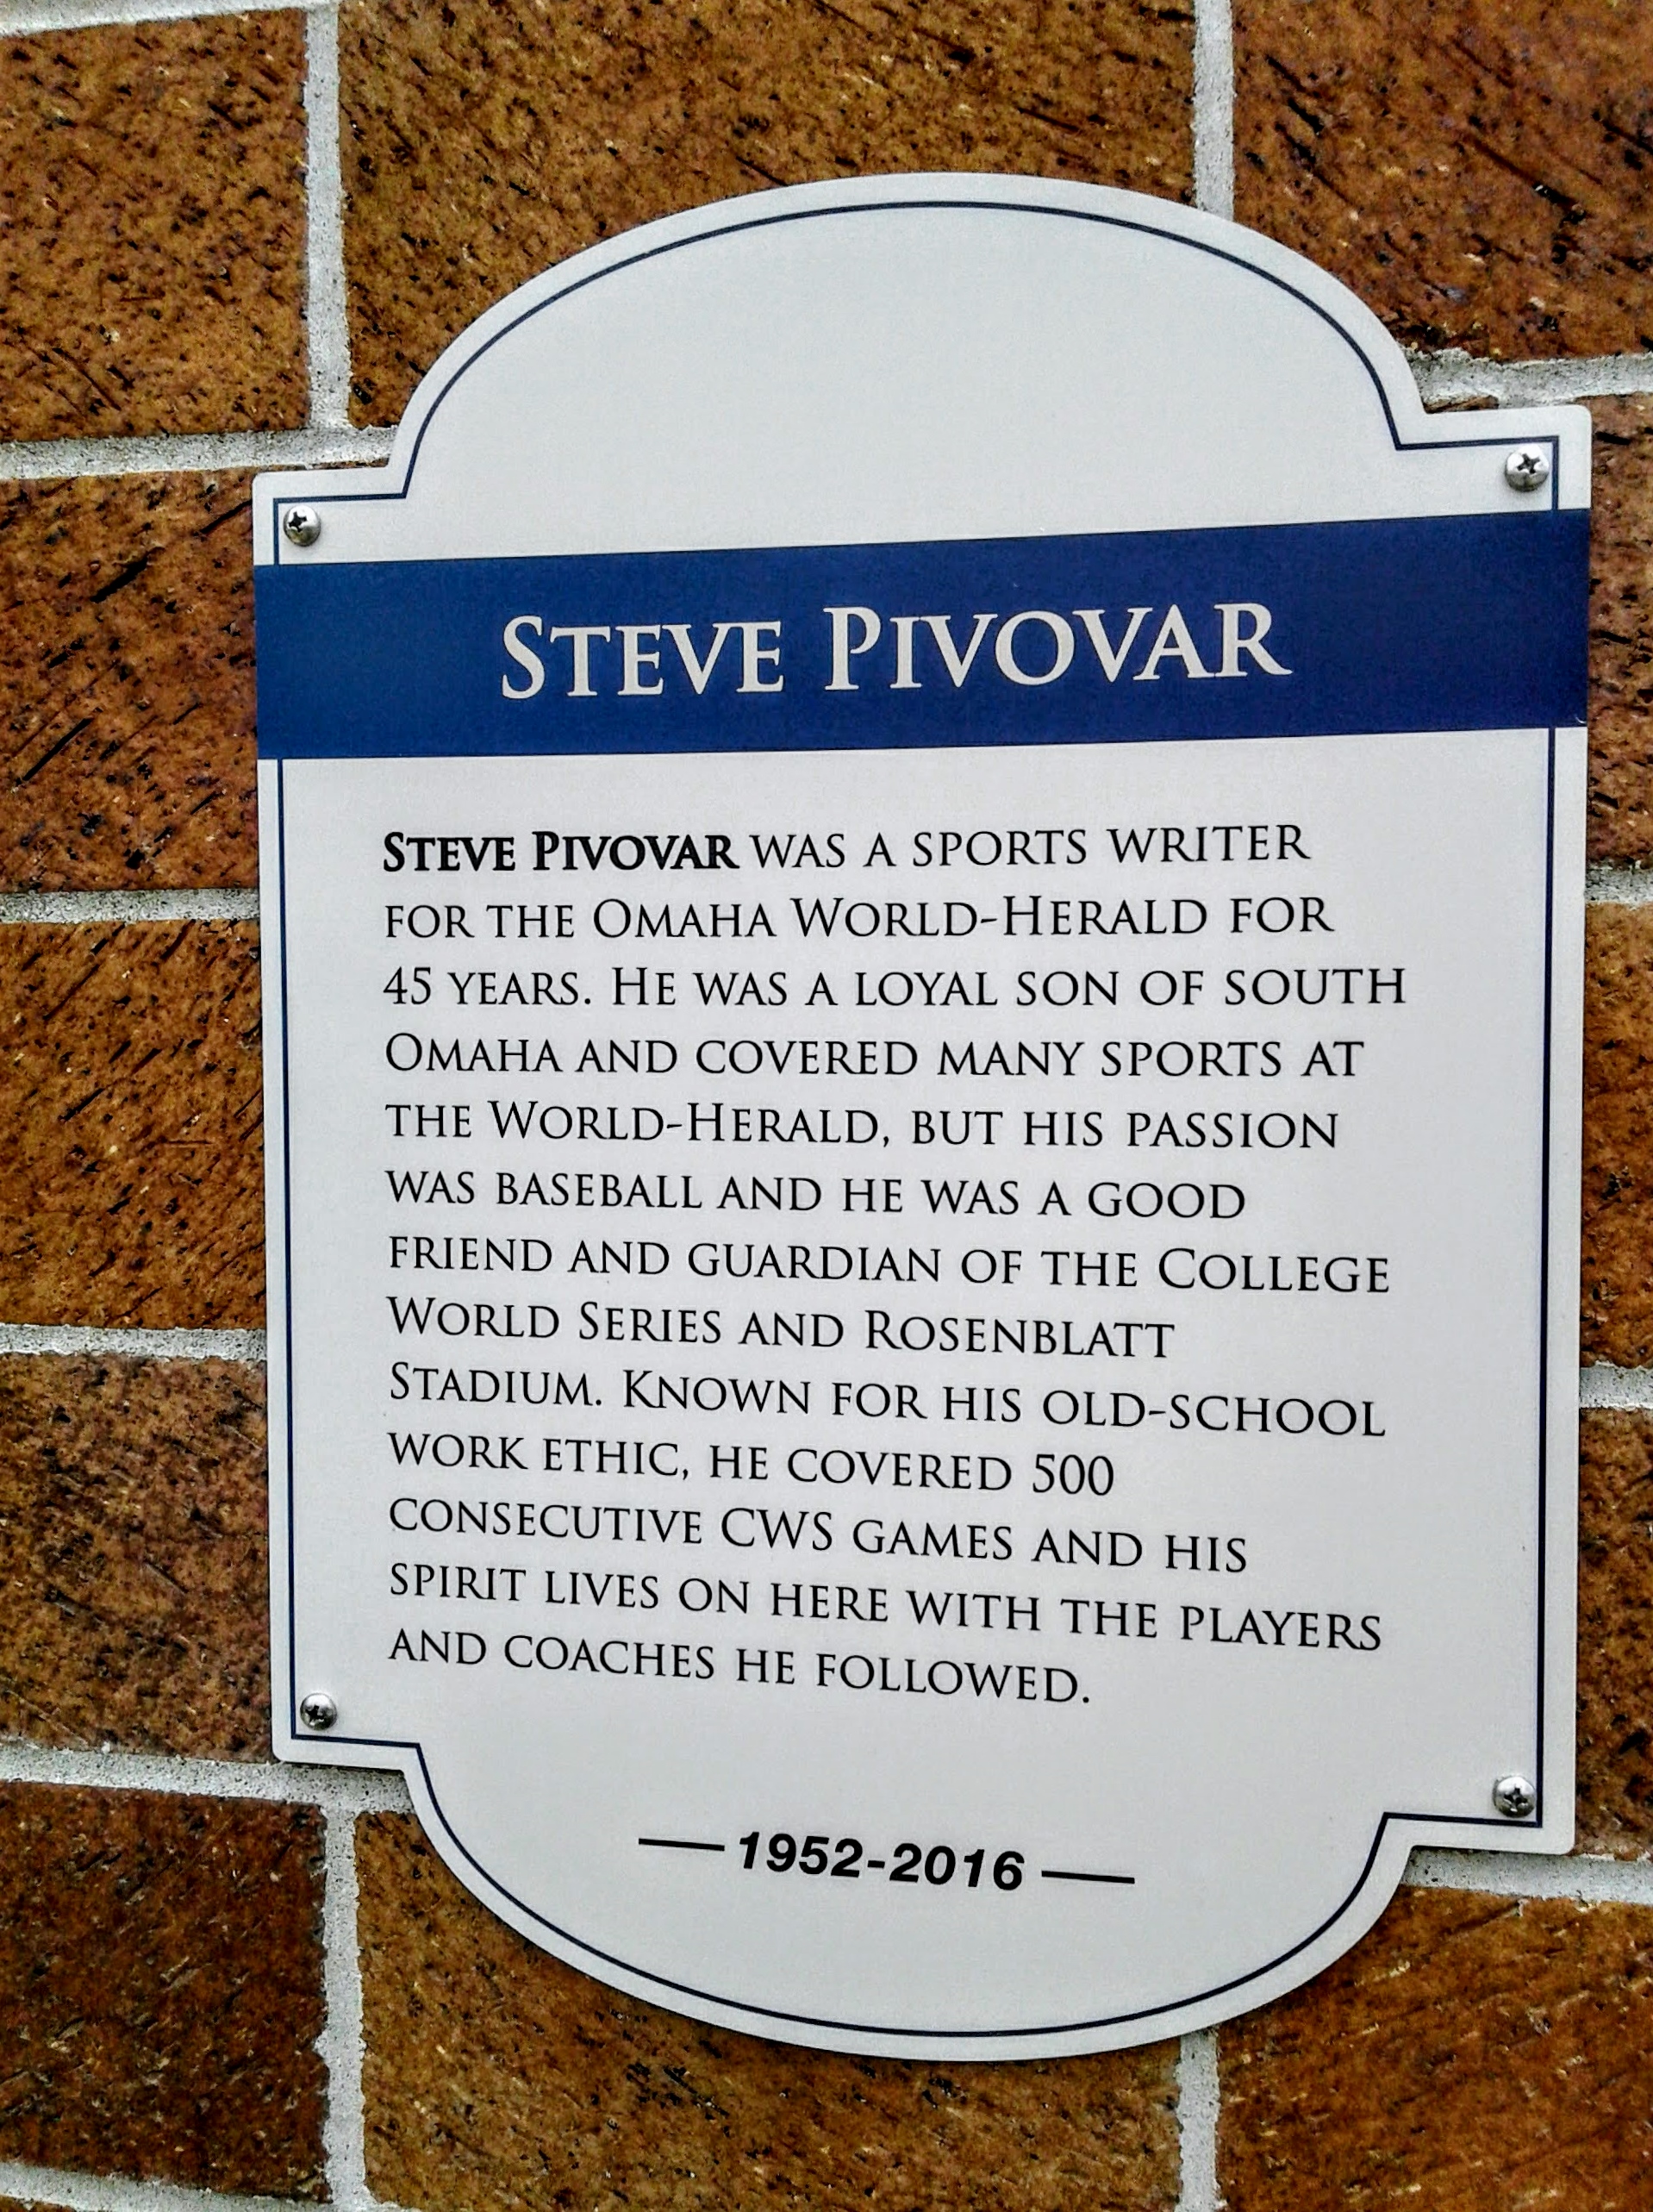 STEVE PIVOVAR
STEVE PIVOVAR WAS A SPORTS WRITER
FOR THE OMAHA WORLD-HERALD FOR
45 YEARS. HE WAS A LOYAL SON OF SOUTH
OMAHA AND COVERED MANY SPORTS AT
THE WORLD-HERALD, BUT HIS PASSION
WAS BASEBALL AND HE WAS A GOOD
FRIEND AND GUARDIAN OF THE COLLEGE
WORLD SERIES AND ROSENBLATT
STADIUM. KNOWN FOR HIS OLD-SCHOOL
WORK ETHIC, HE COVERED 500
CONSECUTIVE CWS GAMES AND HIS
SPIRIT LIVES ON HERE WITH THE PLAYERS
AND COACHES HE FOLLOWED.
— 1952-2016 —